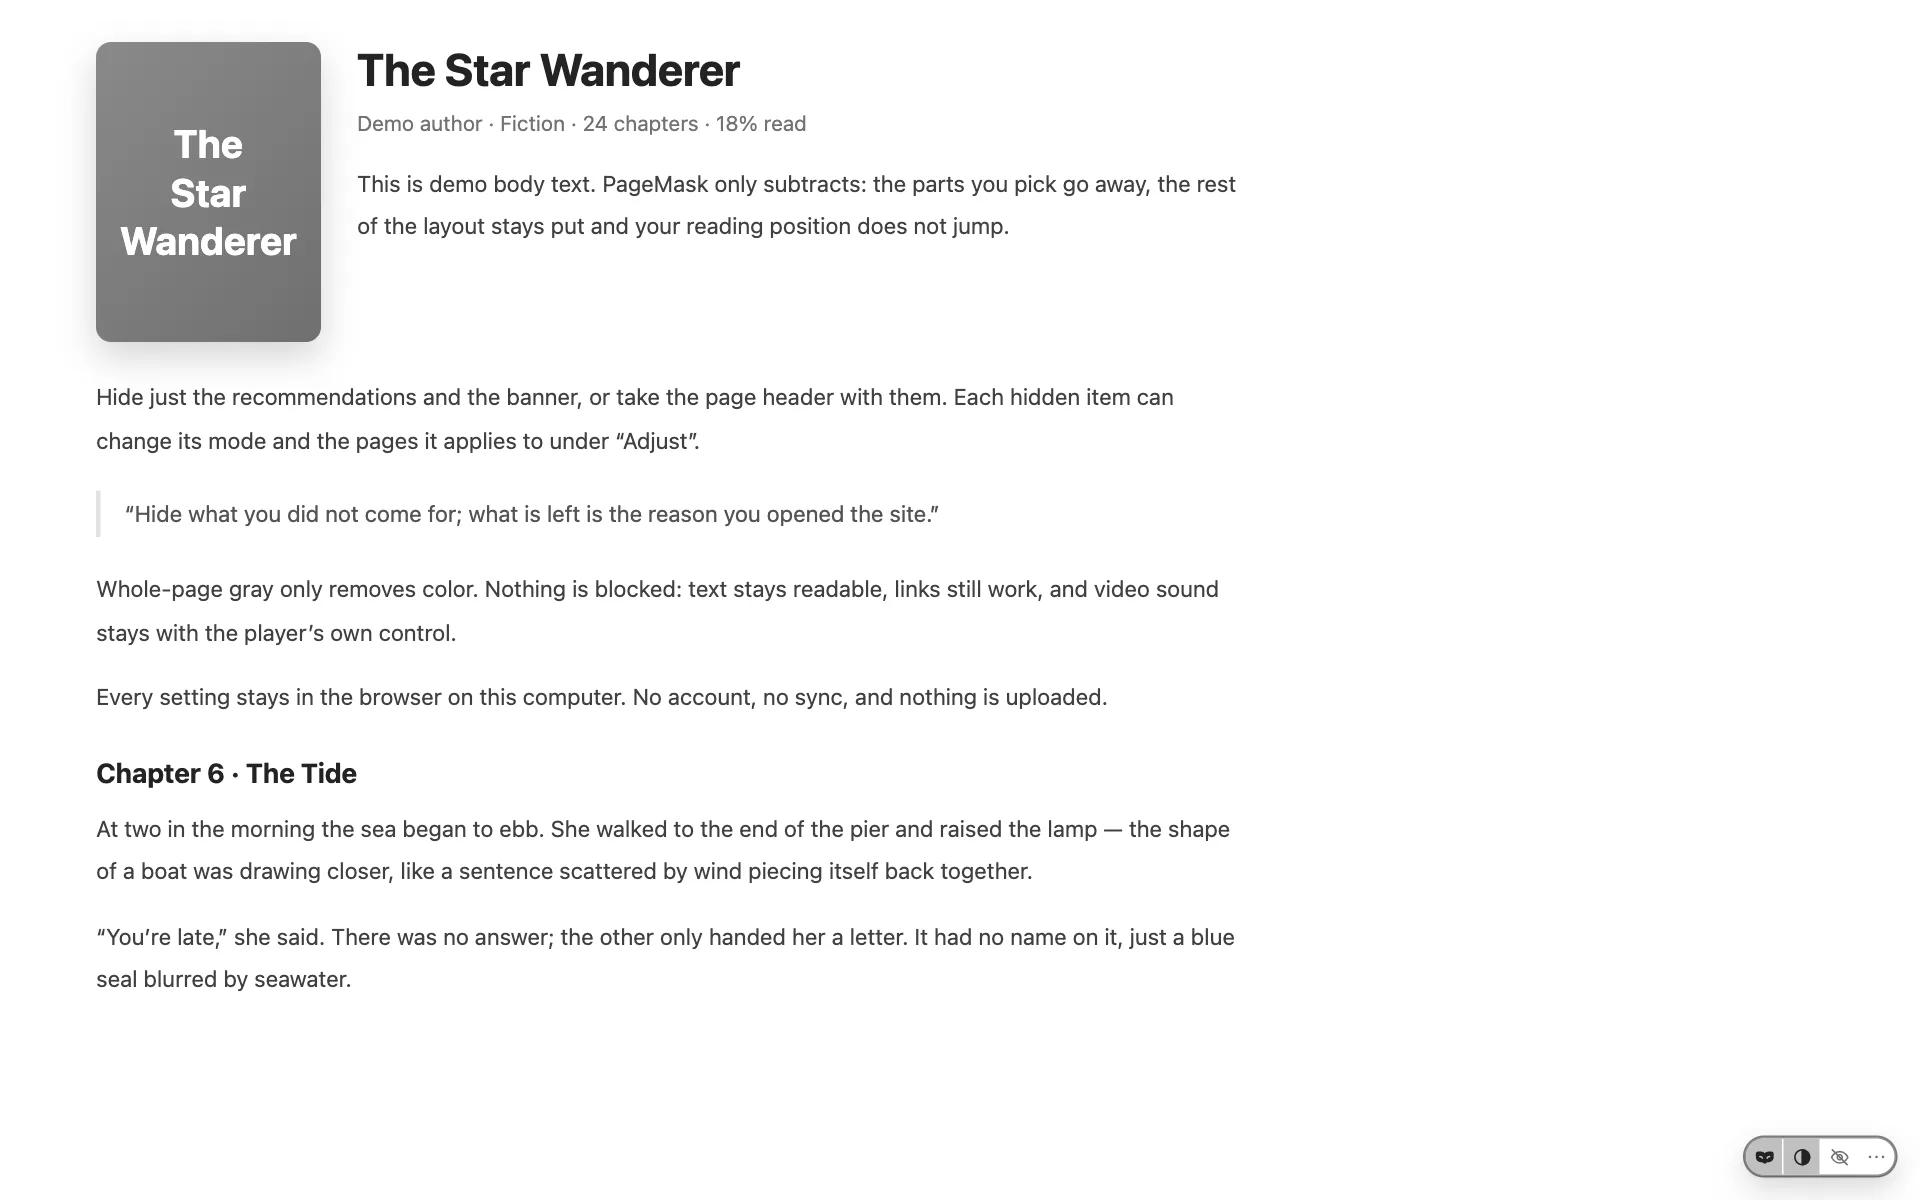 The
Star
Wanderer
The Star Wanderer
Demo author · Fiction · 24 chapters · 18% read
This is demo body text. PageMask only subtracts: the parts you pick go away, the rest
of the layout stays put and your reading position does not jump.
Hide just the recommendations and the banner, or take the page header with them. Each hidden item can
change its mode and the pages it applies to under “Adjust”.
“Hide what you did not come for; what is left is the reason you opened the site.”
Whole-page gray only removes color. Nothing is blocked: text stays readable, links still work, and video sound
stays with the player’s own control.
Every setting stays in the browser on this computer. No account, no sync, and nothing is uploaded.
Chapter 6 · The Tide
At two in the morning the sea began to ebb. She walked to the end of the pier and raised the lamp — the shape
of a boat was drawing closer, like a sentence scattered by wind piecing itself back together.
“You’re late,” she said. There was no answer; the other only handed her a letter. It had no name on it, just a blue
seal blurred by seawater.